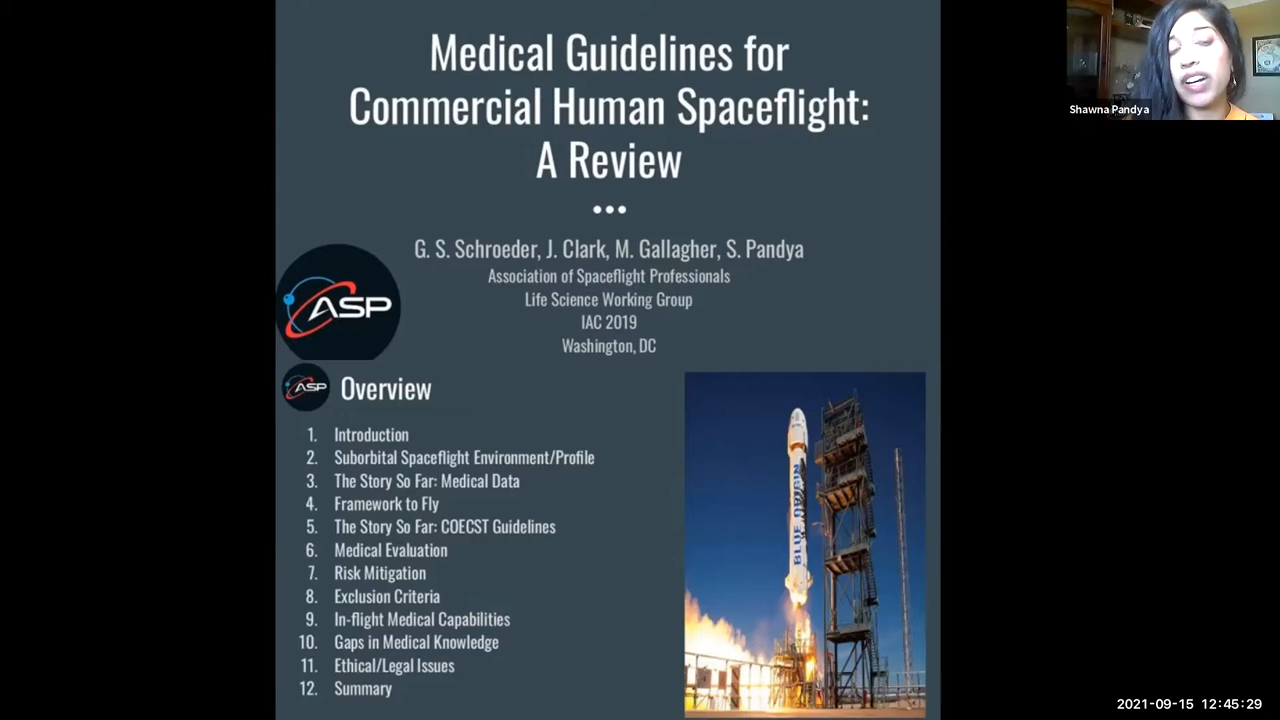 Medical Guidelines for
Commercial Human Spaceflight:
A Review
G. S. Schroeder, J. Clark, M. Gallagher, S. Pandya
Association of Spaceflight Professionals
Life Science Working Group
IAC 2019
Washington, DC
ASP
ASP
Overview
1. Introduction
2. Suborbital Spaceflight Environment/Profile
3. The Story So Far: Medical Data
4. Framework to Fly
5. The Story So Far: COECST Guidelines
6. Medical Evaluation
7. Risk Mitigation
8. Exclusion Criteria
9. In-flight Medical Capabilities
10. Gaps in Medical Knowledge
11. Ethical/Legal Issues
12. Summary
BLUE ORIGIN
Shawna Pandya
2021-09-15 12:45:29